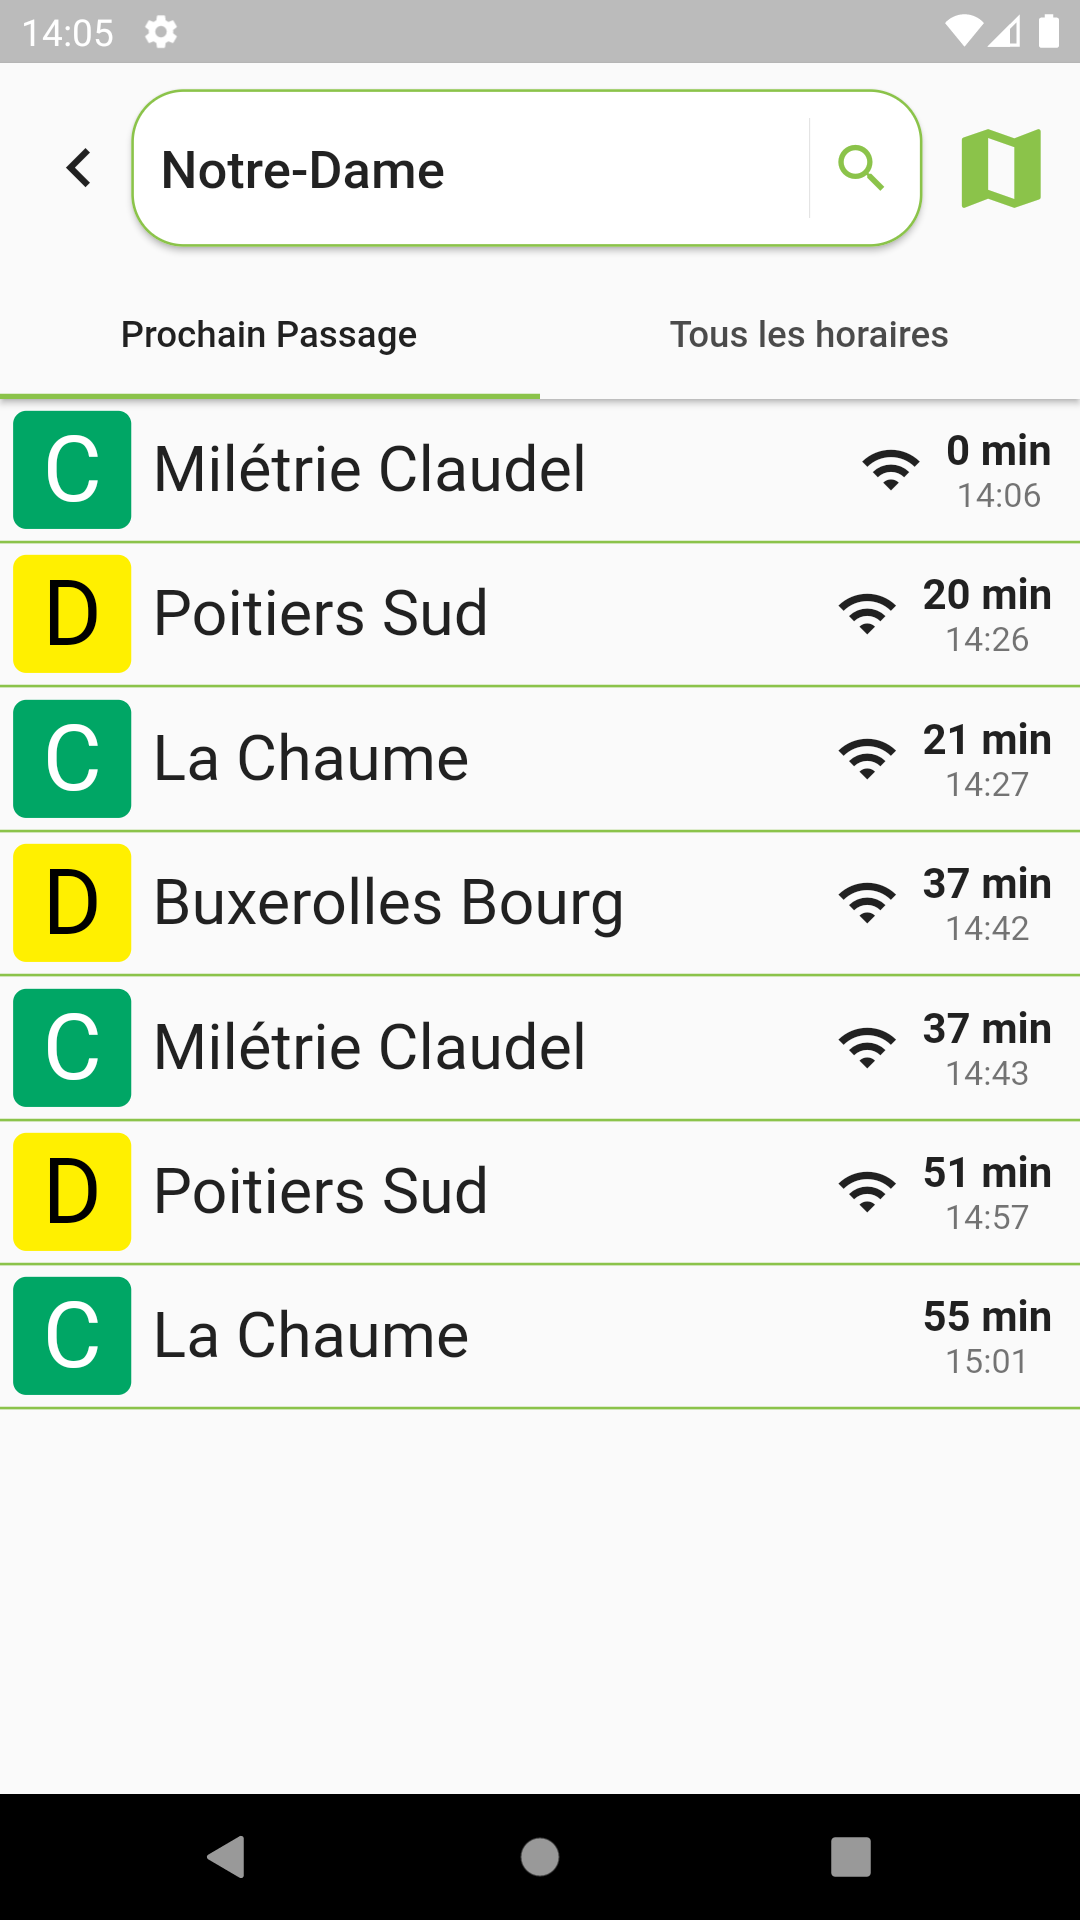 14:05
Notre-Dame
Prochain Passage
Tous les horaires
C Milétrie Claudel 0 min
14:06
D Poitiers Sud 20 min
14:26
C La Chaume 21 min
14:27
D Buxerolles Bourg 37 min
14:42
C Milétrie Claudel 37 min
14:43
D Poitiers Sud 51 min
14:57
C La Chaume 55 min
15:01